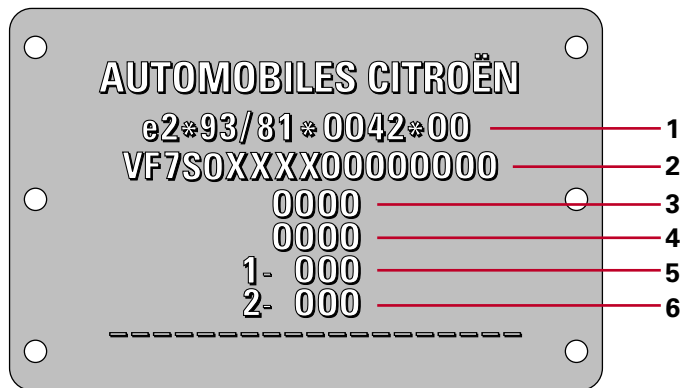 AUTOMOBILES CITROËN
e2*93/81*0042*00 1
VF7S0XXXX00000000 2
0000 3
0000 4
1- 000 5
2- 000 6